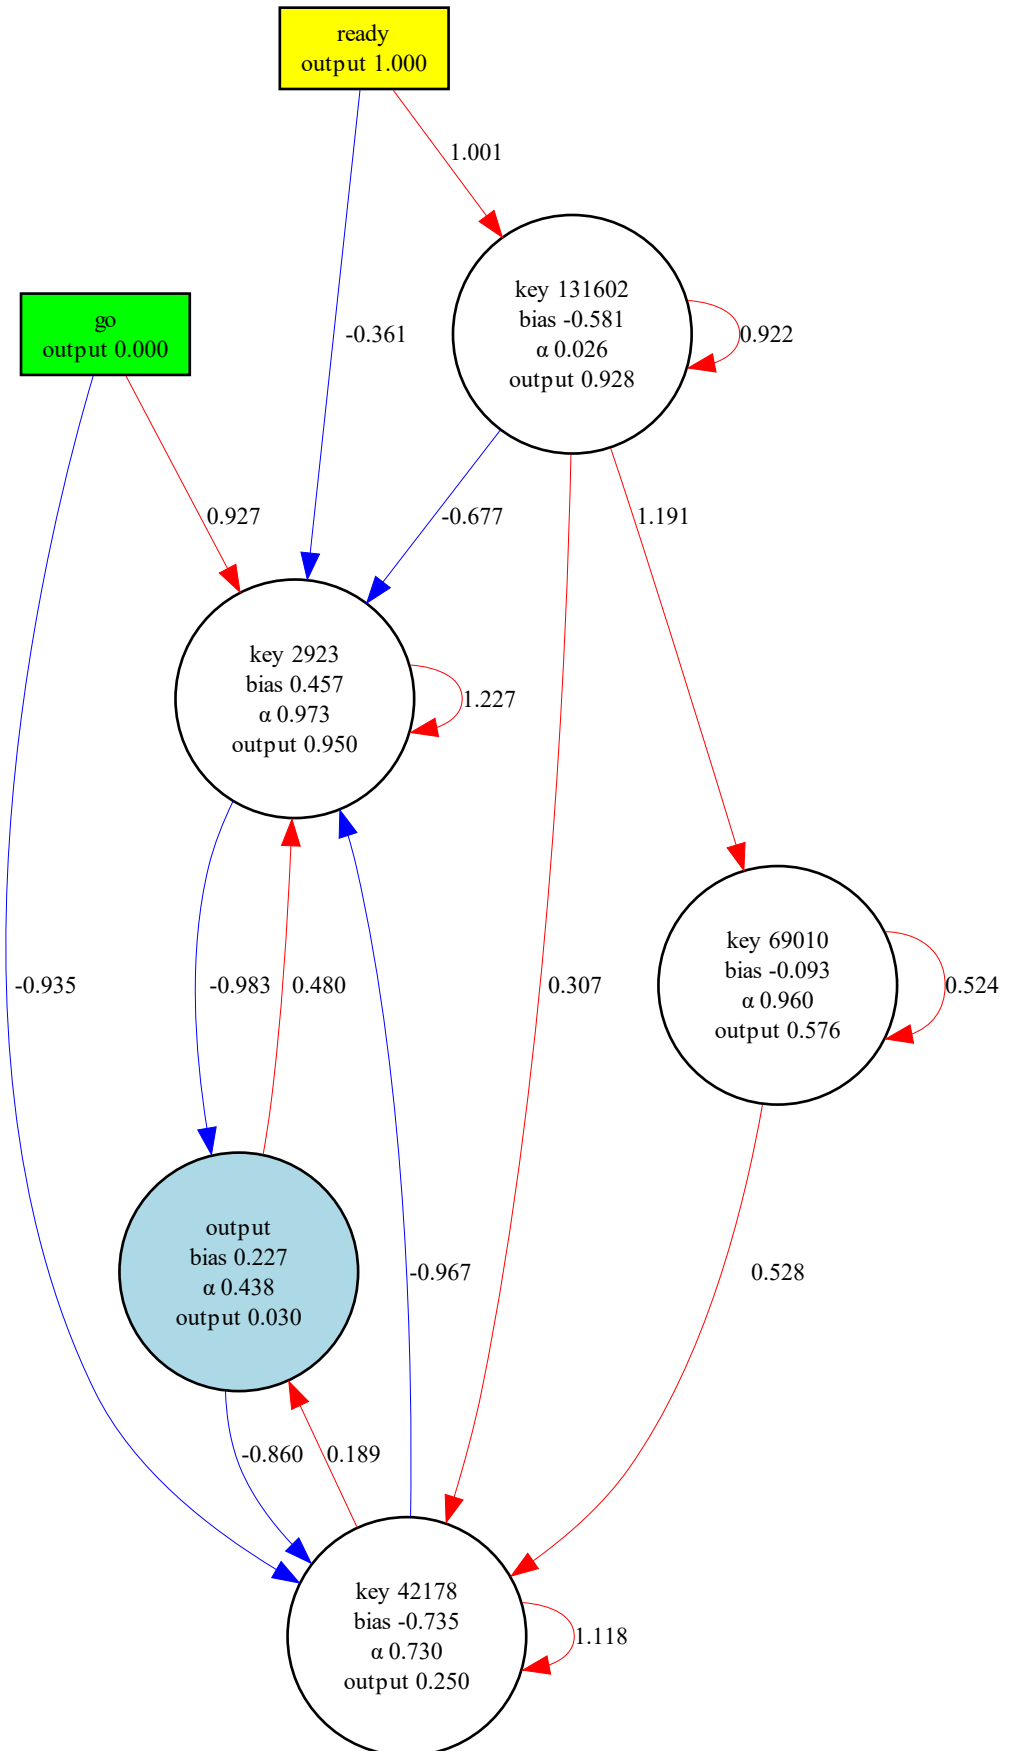 ready
output 1.000
1.001
key 131602
bias -0.581
α 0.026
output 0.928
0.922
go
output 0.000
-0.361
0.927
-0.677
1.191
key 2923
bias 0.457
α 0.973
output 0.950
1.227
key 69010
bias -0.093
α 0.960
output 0.576
0.524
-0.935
-0.983
0.480
0.307
output
bias 0.227
α 0.438
output 0.030
-0.967
0.528
-0.860
0.189
key 42178
bias -0.735
α 0.730
output 0.250
1.118